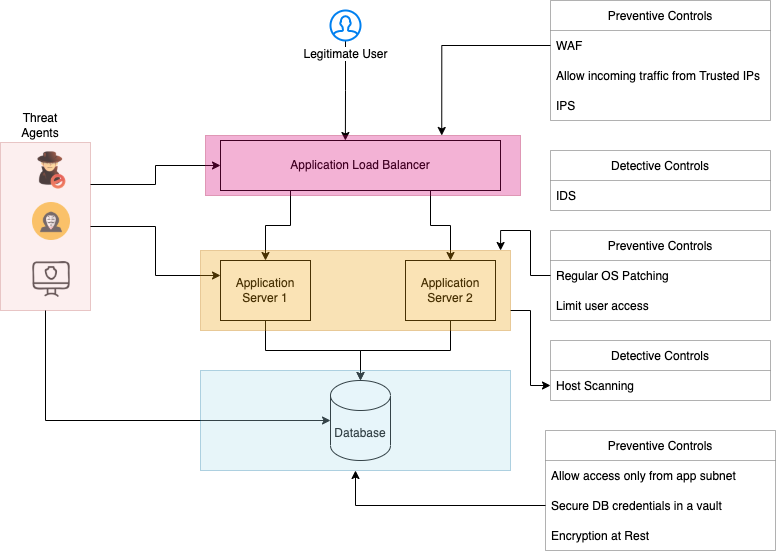 Legitimate User
Preventive Controls
WAF
Allow incoming traffic from Trusted IPs
IPS
Threat
Agents
Application Load Balancer
Detective Controls
IDS
Preventive Controls
Regular OS Patching
Limit user access
Application
Server 1
Application
Server 2
Detective Controls
Host Scanning
Database
Preventive Controls
Allow access only from app subnet
Secure DB credentials in a vault
Encryption at Rest